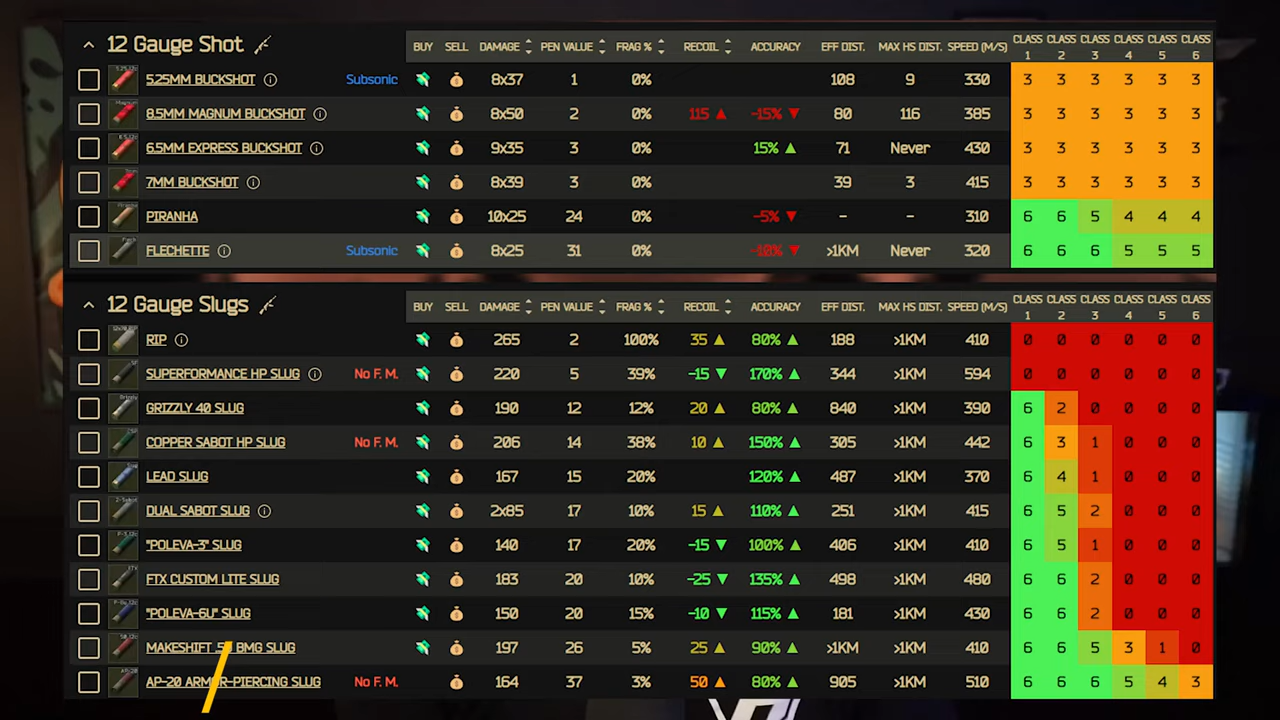 12 Gauge Shot BUY SELL DAMAGE PEN VALUE FRAG % RECOIL ACCURACY EFF DIST. MAX HS DIST. SPEED (M/S) CLASS 1 CLASS 2 CLASS 3 CLASS 4 CLASS 5 CLASS 6
5.25MM BUCKSHOT Subsonic 8x37 1 0% 108 9 330 3 3 3 3 3 3
8.5MM MAGNUM BUCKSHOT 8x50 2 0% 115 -15% 80 116 385 3 3 3 3 3 3
6.5MM EXPRESS BUCKSHOT 9x35 3 0% 15% 71 Never 430 3 3 3 3 3 3
7MM BUCKSHOT 8x39 3 0% 39 3 415 3 3 3 3 3 3
PIRANHA 10x25 24 0% -5% - - 310 6 6 5 4 4 4
FLECHETTE Subsonic 8x25 31 0% -10% >1KM Never 320 6 6 6 5 5 5
12 Gauge Slugs BUY SELL DAMAGE PEN VALUE FRAG % RECOIL ACCURACY EFF DIST. MAX HS DIST. SPEED (M/S) CLASS 1 CLASS 2 CLASS 3 CLASS 4 CLASS 5 CLASS 6
RIP 265 2 100% 35 80% 188 >1KM 410 0 0 0 0 0 0
SUPERFORMANCE HP SLUG No F. M. 220 5 39% -15 170% 344 >1KM 594 0 0 0 0 0 0
GRIZZLY 40 SLUG 190 12 12% 20 80% 840 >1KM 390 6 2 0 0 0 0
COPPER SABOT HP SLUG No F. M. 206 14 38% 10 150% 305 >1KM 442 6 3 1 0 0 0
LEAD SLUG 167 15 20% 120% 487 >1KM 370 6 4 1 0 0 0
DUAL SABOT SLUG 2x85 17 10% 15 110% 251 >1KM 415 6 5 2 0 0 0
"POLEVA-3" SLUG 140 17 20% -15 100% 406 >1KM 410 6 5 1 0 0 0
FTX CUSTOM LITE SLUG 183 20 10% -25 135% 498 >1KM 480 6 6 2 0 0 0
"POLEVA-6U" SLUG 150 20 15% -10 115% 181 >1KM 430 6 6 2 0 0 0
MAKESHIFT .50 BMG SLUG 197 26 5% 25 90% >1KM >1KM 410 6 6 5 3 1 0
AP-20 ARMOR-PIERCING SLUG No F. M. 164 37 3% 50 80% 905 >1KM 510 6 6 6 5 4 3